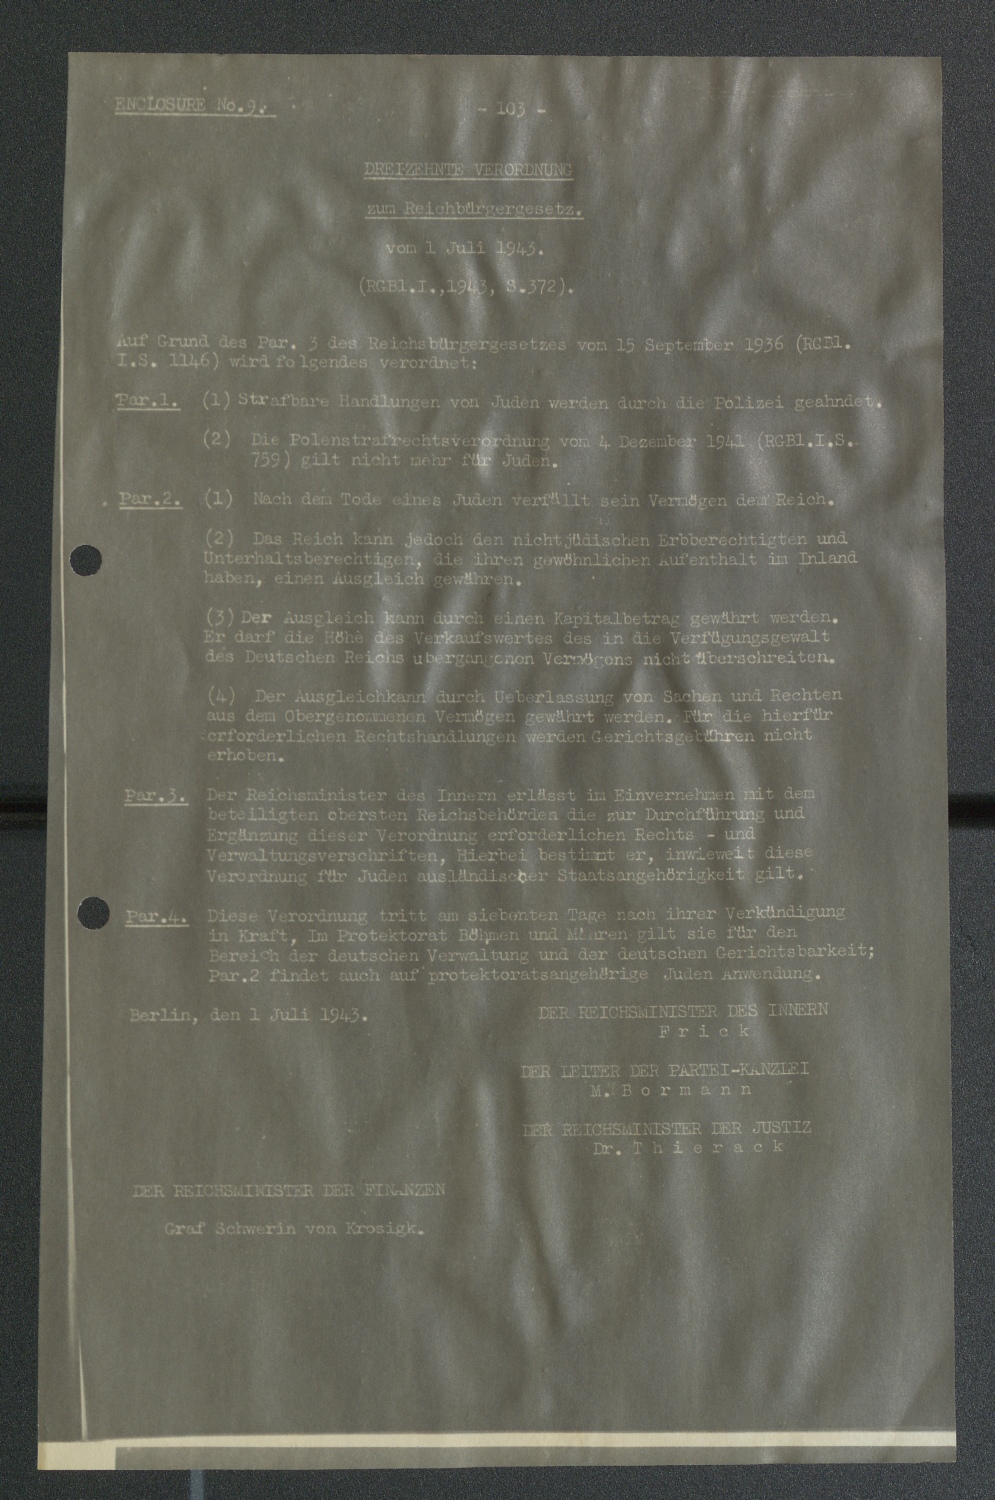 ENCLOSURE No.9.
- 103 -
DREIZEHNTE VERORDNUNG
zum Reichbürgergesetz.
vom 1 Juli 1943.
(RGBl.I.,1943, S.372).
Auf Grund des Par. 3 des Reichsbürgergesetzes von 15 September 1936 (RGBl.
I.S. 1146) wird folgendes verordnet:
Par.1. (1) Strafbare Handlungen von Juden werden durch die Polizei geahndet.
(2) Die Polenstrafrechtsverordnung vom 4 Dezember 1941 (RGBl.I.S.
759) gilt nicht mehr für Juden.
Par.2. (1) Nach dem Tode eines Juden verfällt sein Vermögen dem Reich.
(2) Das Reich kann jedoch den nichtjüdischen Erbberechtigten und
Unterhaltsberechtigen, die ihren gewöhnlichen Aufenthalt im Inland
haben, einen Ausgleich gewähren.
(3) Der Ausgleich kann durch einen Kapitalbetrag gewährt werden.
Er darf die Höhe des Verkaufswertes des in die Verfügungsgewalt
des Deutschen Reichs ubergangenon Vermögens nicht überschreiten.
(4) Der Ausgleichkann durch Ueberlassung von Sachen und Rechten
aus dem Obergenommenen Vermögen gewährt werden. Für die hierfür
erforderlichen Rechtshandlungen werden Gerichtsgebühren nicht
erhoben.
Par.3. Der Reichsminister des Innern erlässt im Einvernehmen mit dem
beteiligten obersten Reichsbehörden die zur Durchführung und
Ergänzung dieser Verordnung erforderlichen Rechts - und
Verwaltungsverschriften, Hierbei bestimmt er, inwieweit diese
Verordnung für Juden ausländischer Staatsangehörigkeit gilt.
Par.4. Diese Verordnung tritt am siebenten Tage nach ihrer Verkündigung
in Kraft, Im Protektorat Böhmen und Mähren gilt sie für den
Bereich der deutschen Verwaltung und der deutschen Gerichtsbarkeit;
Par.2 findet auch auf protektoratsangehörige Juden Anwendung.
Berlin, den 1 Juli 1943.
DER REICHSMINISTER DES INNERN
F r i c k
DER LEITER DER PARTEI-KANZLEI
M. B o r m a n n
DER REICHSMINISTER DER JUSTIZ
Dr. T h i e r a c k
DER REICHSMINISTER DER FINANZEN
Graf Schwerin von Krosigk.